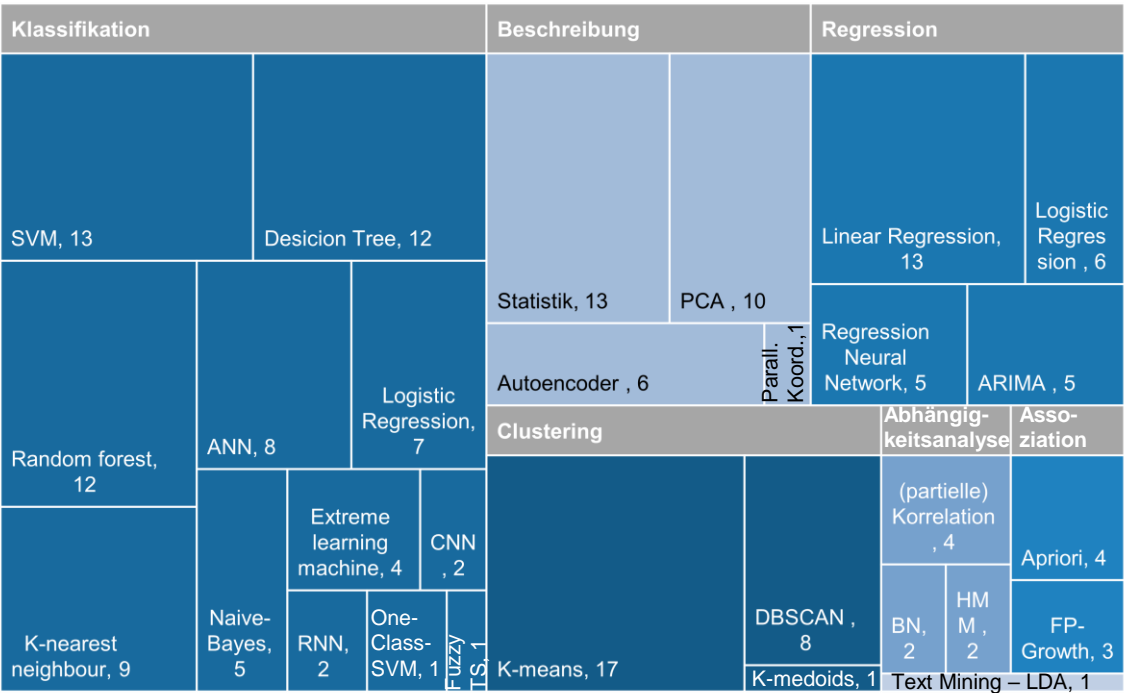 Klassifikation
SVM, 13
Desicion Tree, 12
Random forest,
12
ANN, 8
Logistic
Regression,
7
K-nearest
neighbour, 9
Naive-
Bayes,
5
Extreme
learning
machine, 4
CNN
, 2
RNN,
2
One-
Class-
SVM, 1
Fuzzy
TS, 1
Beschreibung
Statistik, 13
PCA , 10
Autoencoder , 6
Parall.
Koord.,1
Regression
Linear Regression,
13
Logistic
Regres
sion , 6
Regression
Neural
Network, 5
ARIMA , 5
Clustering
K-means, 17
DBSCAN ,
8
K-medoids, 1
Abhängig-
keitsanalyse
(partielle)
Korrelation
, 4
BN,
2
HM
M ,
2
Asso-
ziation
Apriori, 4
FP-
Growth, 3
Text Mining – LDA, 1